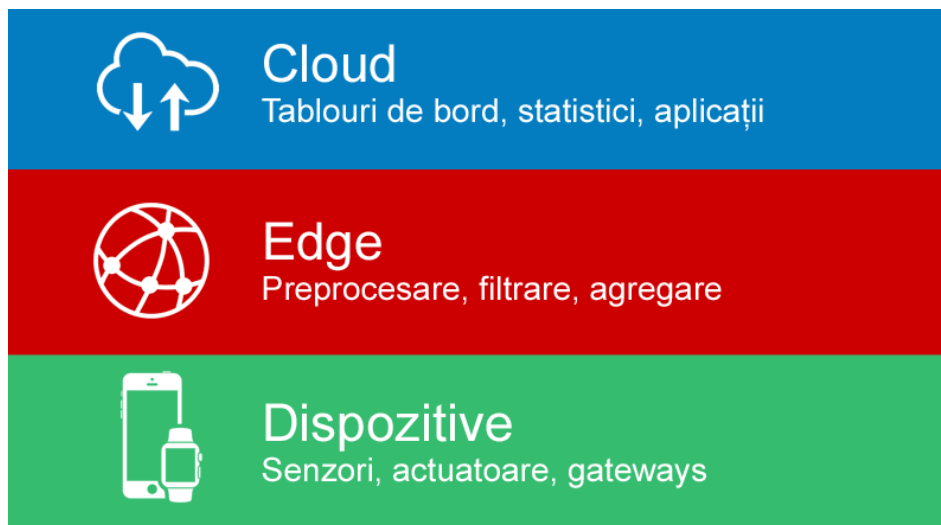 Cloud
Tablouri de bord, statistici, aplicații
Edge
Preprocesare, filtrare, agregare
Dispozitive
Senzori, actuatoare, gateways